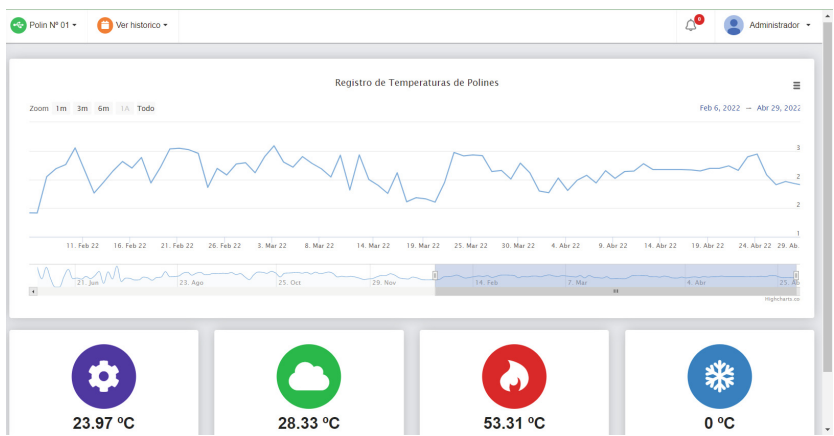 Polin N° 01
Ver historico
0
Administrador
Registro de Temperaturas de Polines
Zoom 1m 3m 6m 1A Todo
Feb 6, 2022 → Abr 29, 2022
3
2
2
1
11. Feb 22 16. Feb 22 21. Feb 22 26. Feb 22 3. Mar 22 8. Mar 22 14. Mar 22 19. Mar 22 25. Mar 22 30. Mar 22 4. Abr 22 9. Abr 22 14. Abr 22 19. Abr 22 24. Abr 22 29. Ab.
21. Jun 23. Ago 25. Oct 29. Nov 14. Feb 7. Mar 4. Abr 25. Ab
Highcharts.co
23.97 ºC
28.33 ºC
53.31 ºC
0 ºC